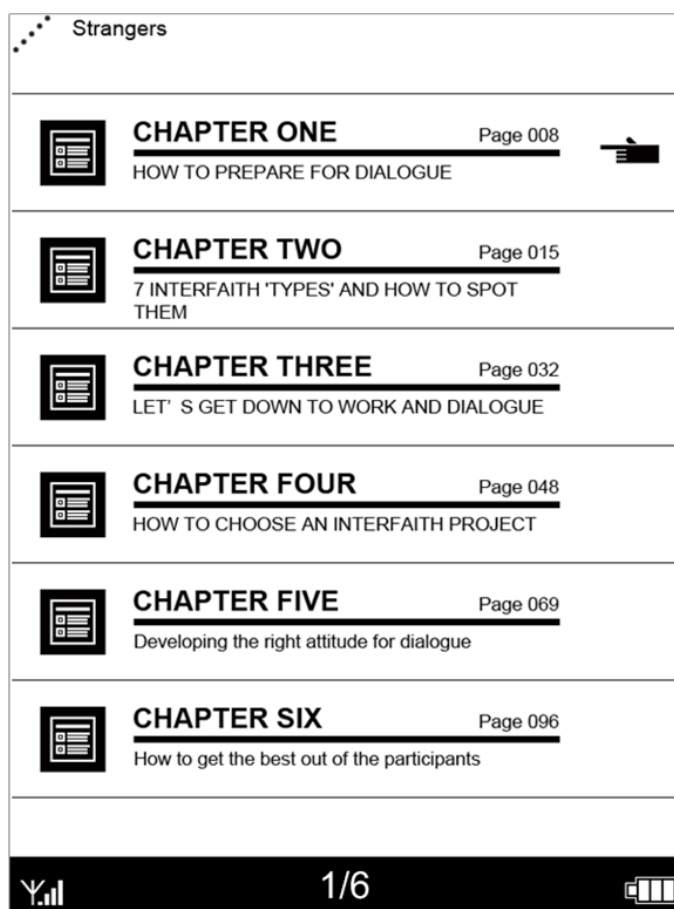 Strangers
CHAPTER ONE Page 008
HOW TO PREPARE FOR DIALOGUE
CHAPTER TWO Page 015
7 INTERFAITH 'TYPES' AND HOW TO SPOT
THEM
CHAPTER THREE Page 032
LET’ S GET DOWN TO WORK AND DIALOGUE
CHAPTER FOUR Page 048
HOW TO CHOOSE AN INTERFAITH PROJECT
CHAPTER FIVE Page 069
Developing the right attitude for dialogue
CHAPTER SIX Page 096
How to get the best out of the participants
1/6